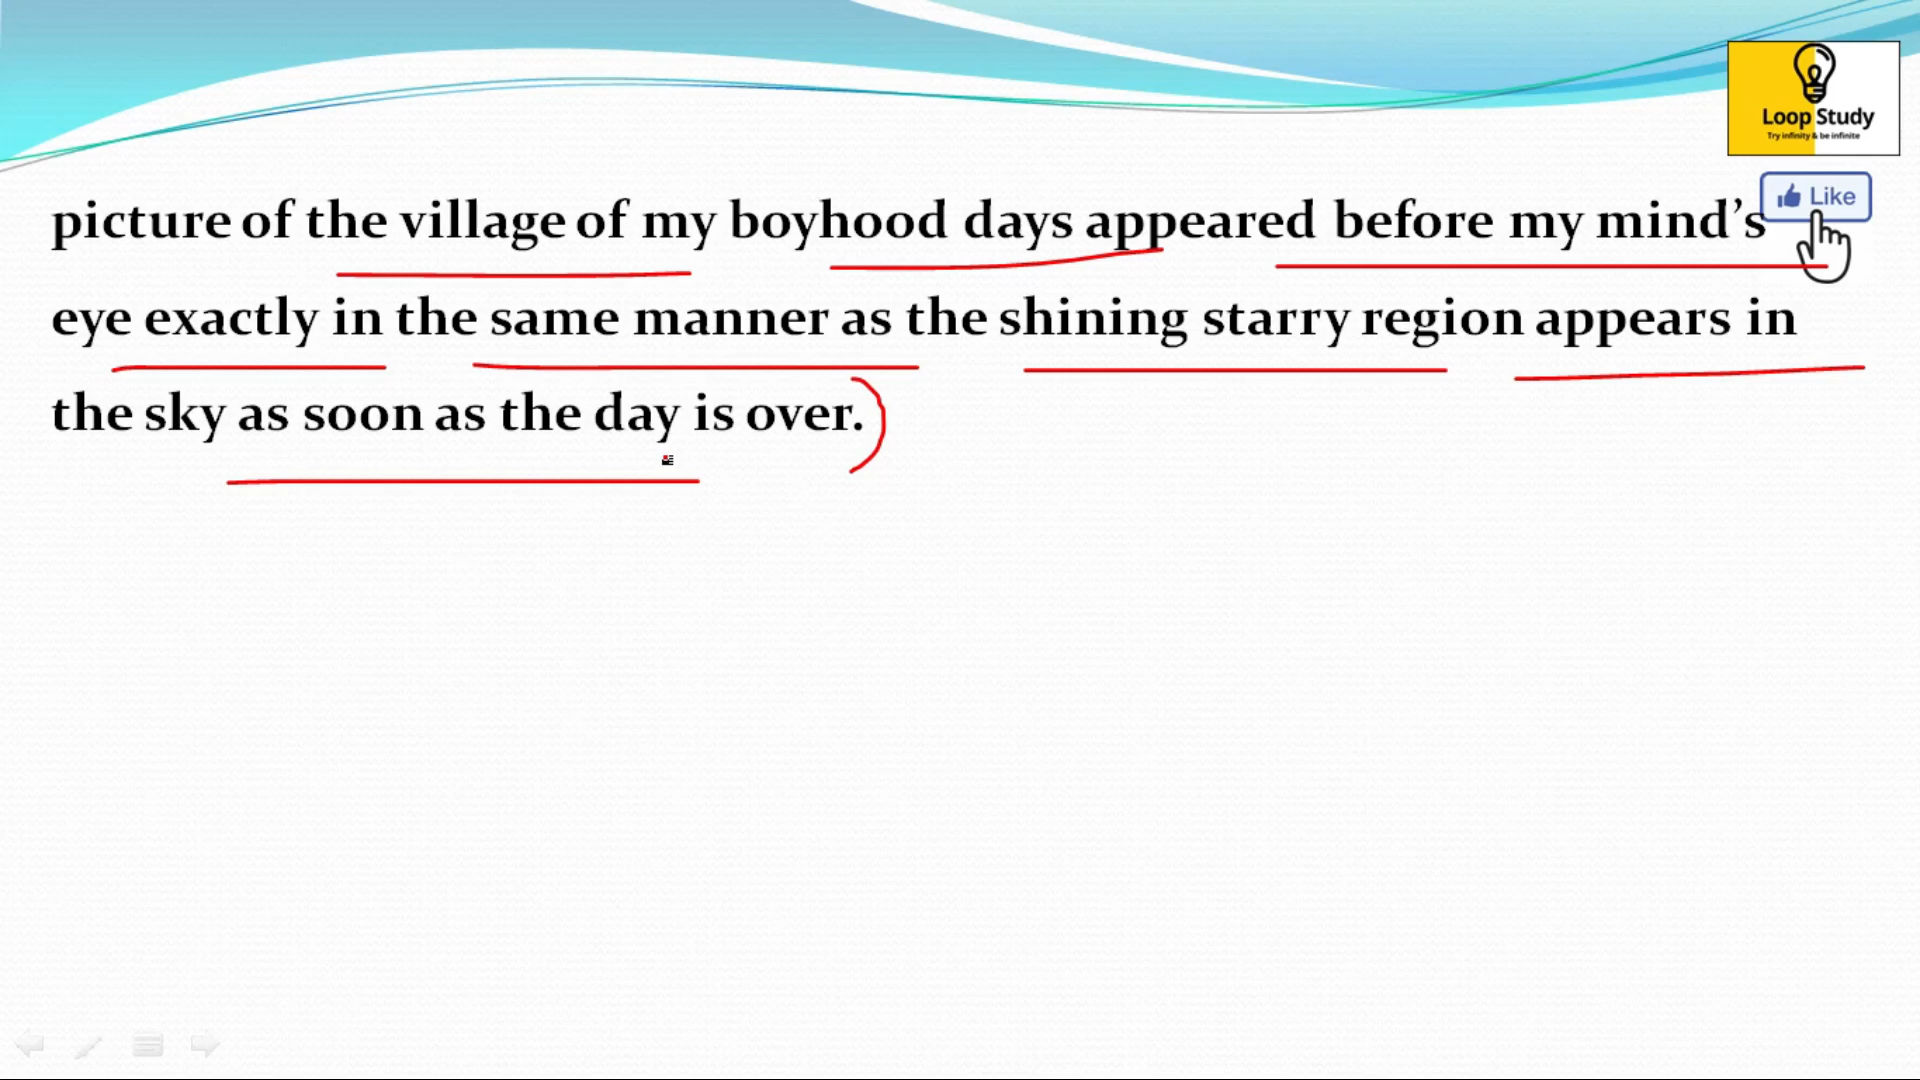 Loop Study
Try infinity & be infinite
Like
picture of the village of my boyhood days appeared before my mind's
eye exactly in the same manner as the shining starry region appears in
the sky as soon as the day is over.